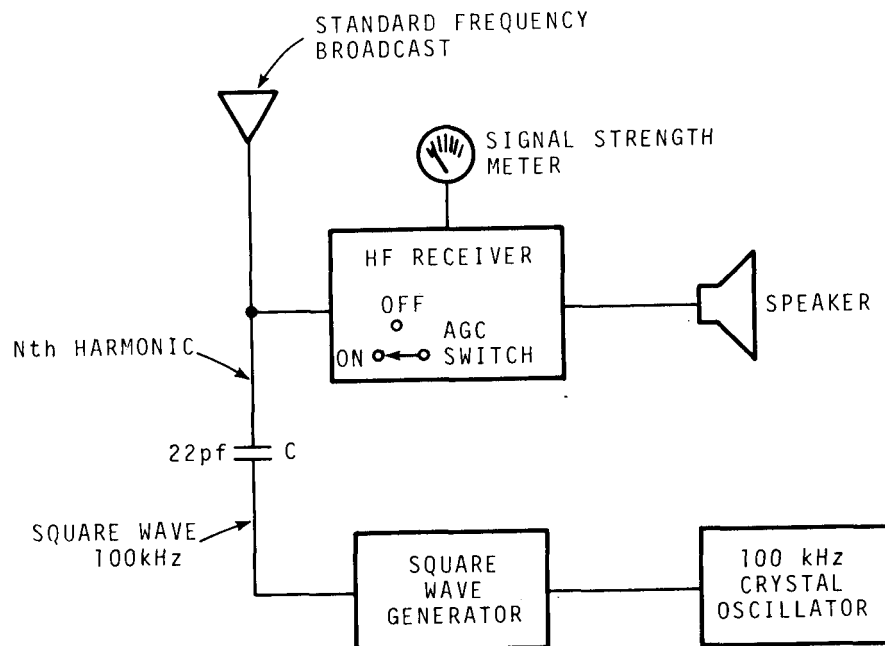 STANDARD FREQUENCY
BROADCAST
SIGNAL STRENGTH
METER
HF RECEIVER
OFF
ON
AGC
SWITCH
SPEAKER
Nth HARMONIC
22pf
C
SQUARE WAVE
100kHz
SQUARE
WAVE
GENERATOR
100 kHz
CRYSTAL
OSCILLATOR